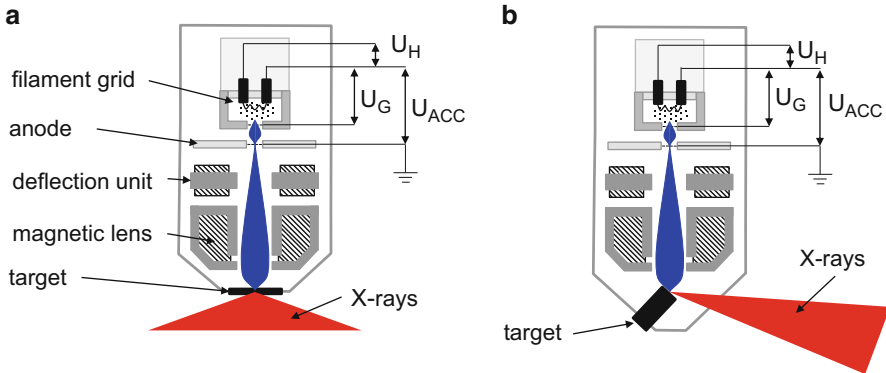 a
U_H
filament grid
U_G
U_ACC
anode
deflection unit
magnetic lens
target
X-rays
b
U_H
U_G
U_ACC
X-rays
target